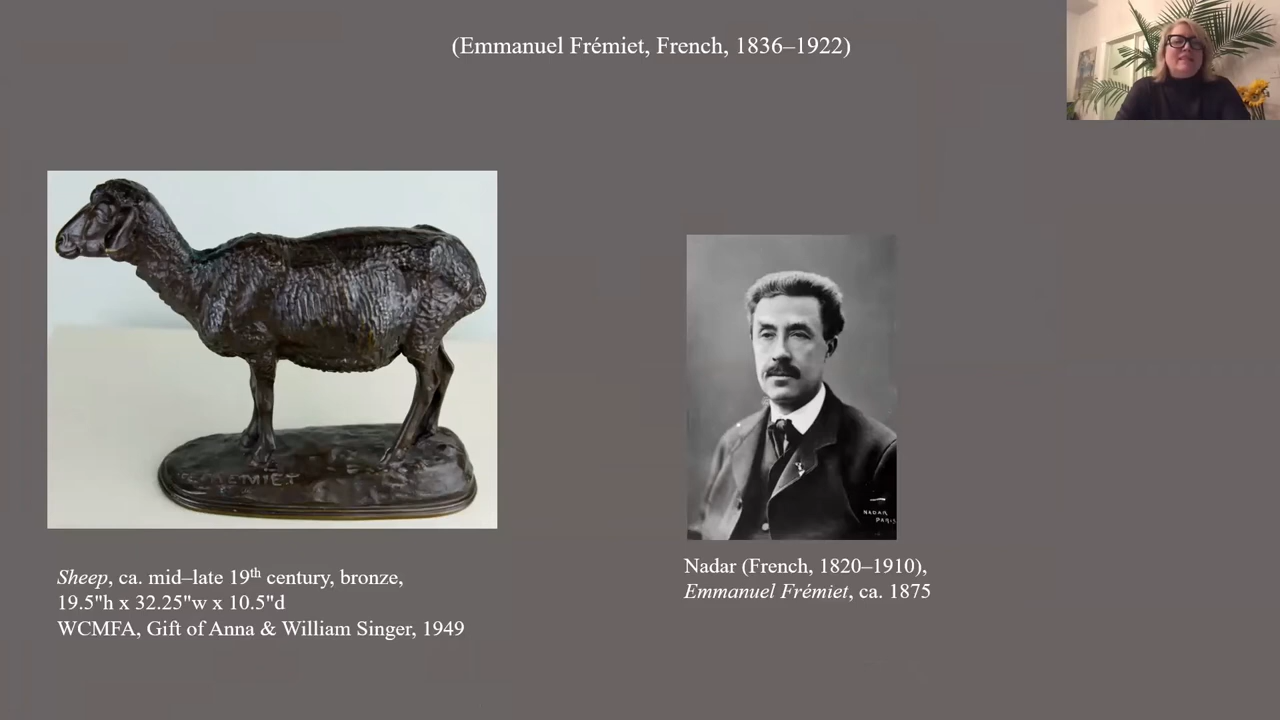 (Emmanuel Frémiet, French, 1836–1922)
FREMIET
NADAR
PARIS
Sheep, ca. mid–late 19th century, bronze,
19.5"h x 32.25"w x 10.5"d
WCMFA, Gift of Anna & William Singer, 1949
Nadar (French, 1820–1910),
Emmanuel Frémiet, ca. 1875